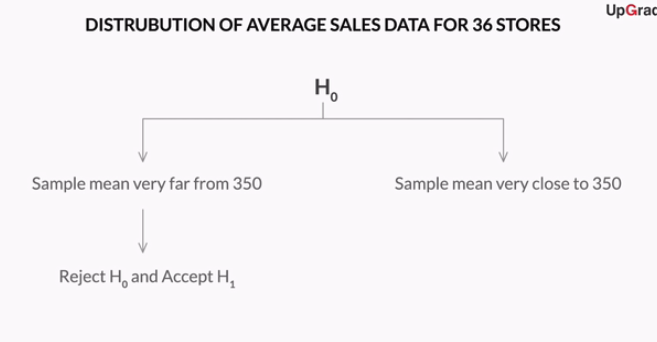 UpGrad
DISTRUBUTION OF AVERAGE SALES DATA FOR 36 STORES
H₀
Sample mean very far from 350
Sample mean very close to 350
Reject H₀ and Accept H₁